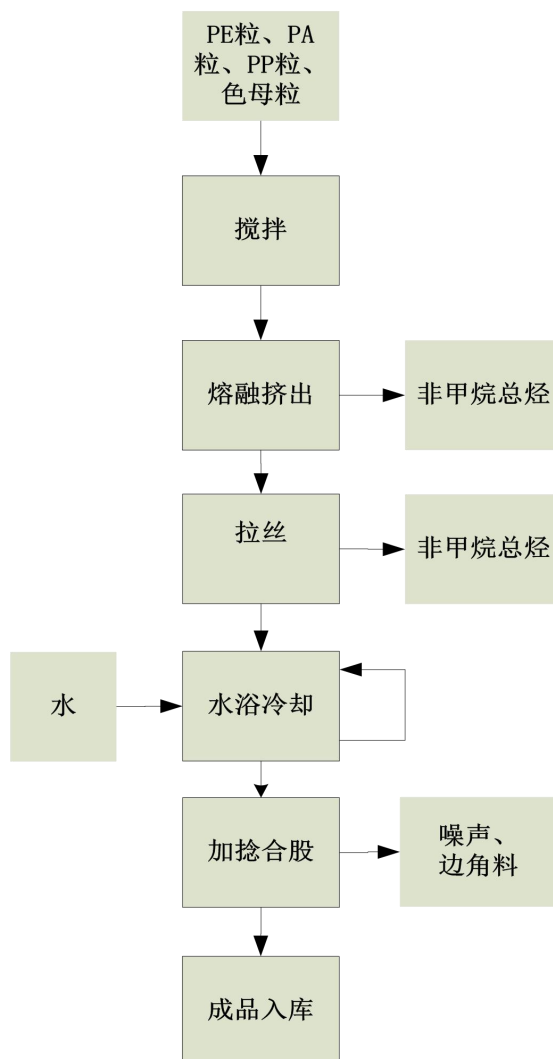 PE粒、PA
粒、PP粒、
色母粒
搅拌
熔融挤出
非甲烷总烃
拉丝
非甲烷总烃
水
水浴冷却
加捻合股
噪声、
边角料
成品入库